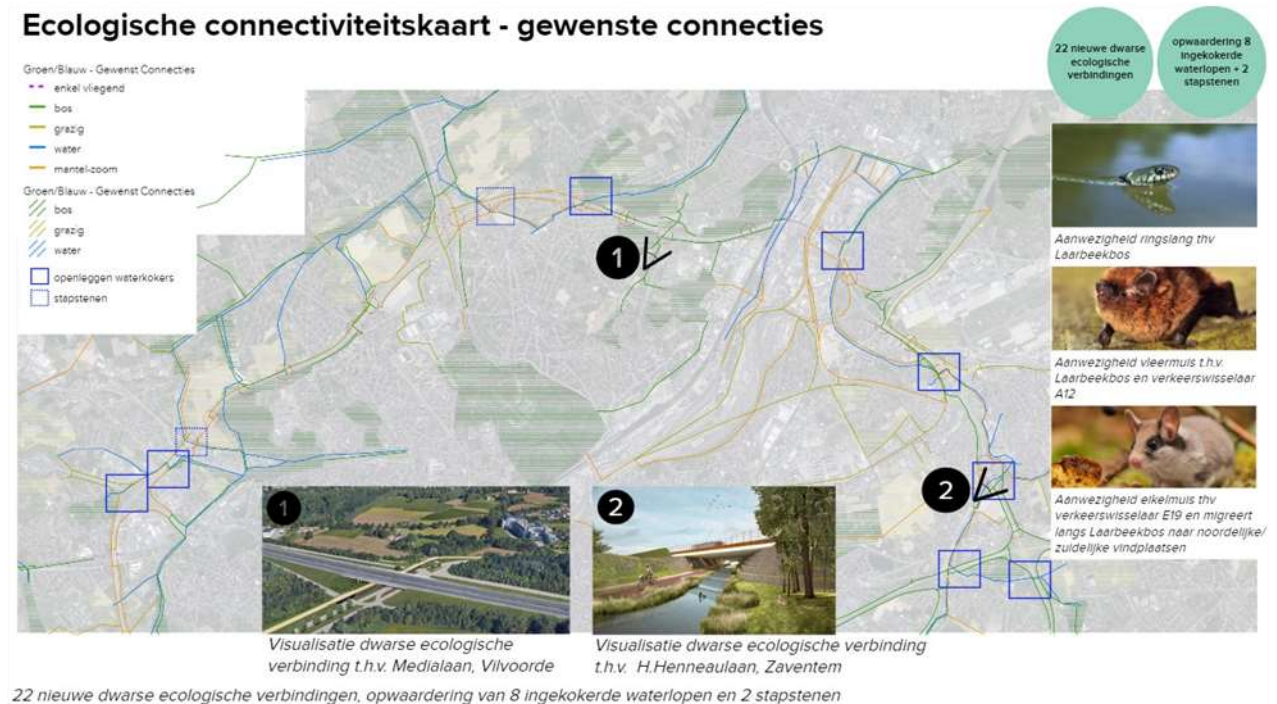 Ecologische connectiviteitskaart - gewenste connecties
22 nieuwe dwarse
ecologische
verbindingen
opwaardering 8
ingekokerde
waterlopen + 2
stapstenen
Groen/Blauw - Gewenst Connecties
enkel vliegend
bos
grazig
water
mantel-zoom
Groen/Blauw - Gewenst Connecties
bos
grazig
water
openleggen waterkokers
stapstenen
1
2
Aanwezigheid ringslang thv
Laarbeekbos
Aanwezigheid vleermuis t.h.v.
Laarbeekbos en verkeerswisselaar
A12
Aanwezigheid eikelmuis thv
verkeerswisselaar E19 en migreert
langs Laarbeekbos naar noordelijke/
zuidelijke vindplaatsen
1
Visualisatie dwarse ecologische
verbinding t.h.v. Medialaan, Vilvoorde
2
Visualisatie dwarse ecologische verbinding
t.h.v. H.Henneaulaan, Zaventem
22 nieuwe dwarse ecologische verbindingen, opwaardering van 8 ingekokerde waterlopen en 2 stapstenen